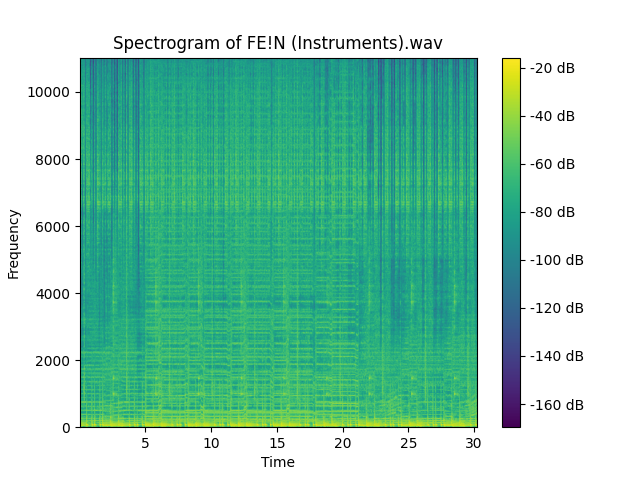 Spectrogram of FE!N (Instruments).wav
10000
8000
6000
4000
2000
0
Frequency
5
10
15
20
25
30
Time
-20 dB
-40 dB
-60 dB
-80 dB
-100 dB
-120 dB
-140 dB
-160 dB